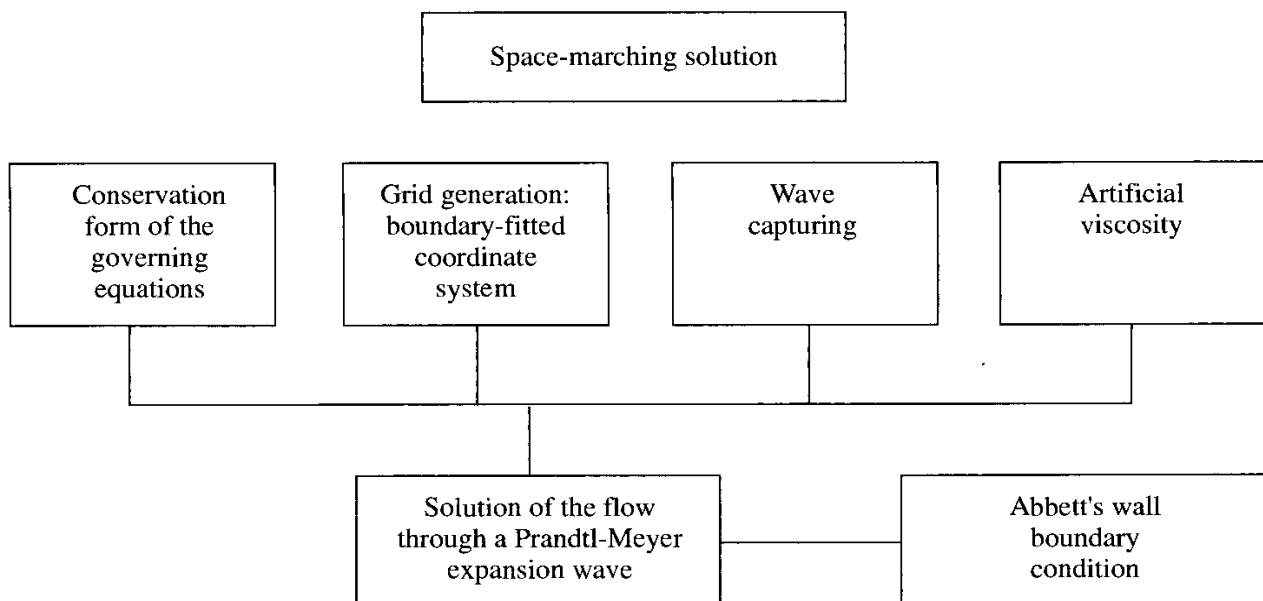 Space-marching solution
Conservation
form of the
governing
equations
Grid generation:
boundary-fitted
coordinate
system
Wave
capturing
Artificial
viscosity
Solution of the flow
through a Prandtl-Meyer
expansion wave
Abbett's wall
boundary
condition